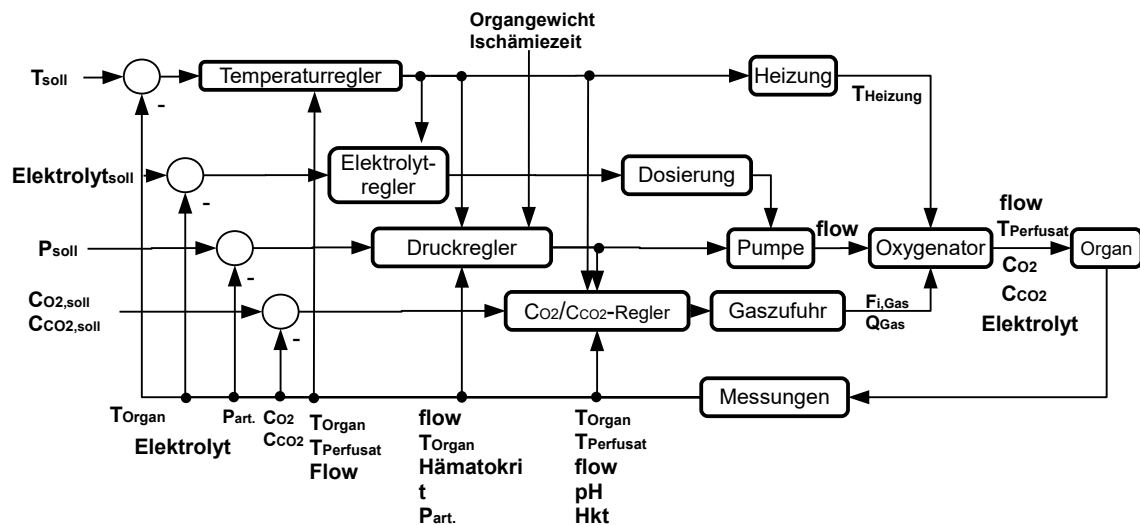 Organgewicht
Ischämiezeit
Tsoll
Temperaturregler
Heizung
THeizung
-
Elektrolytsoll
Elektrolyt-
regler
Dosierung
-
Psoll
Druckregler
Pumpe
flow
Oxygenator
flow
TPerfusat
Organ
-
CO2
CCO2
Elektrolyt
CO2,soll
CCO2,soll
CO2/CCO2-Regler
Gaszufuhr
Fi,Gas
QGas
-
Messungen
TOrgan
Elektrolyt
Part.
CO2
CCO2
TOrgan
TPerfusat
Flow
flow
TOrgan
Hämatokri
t
Part.
TOrgan
TPerfusat
flow
pH
Hkt